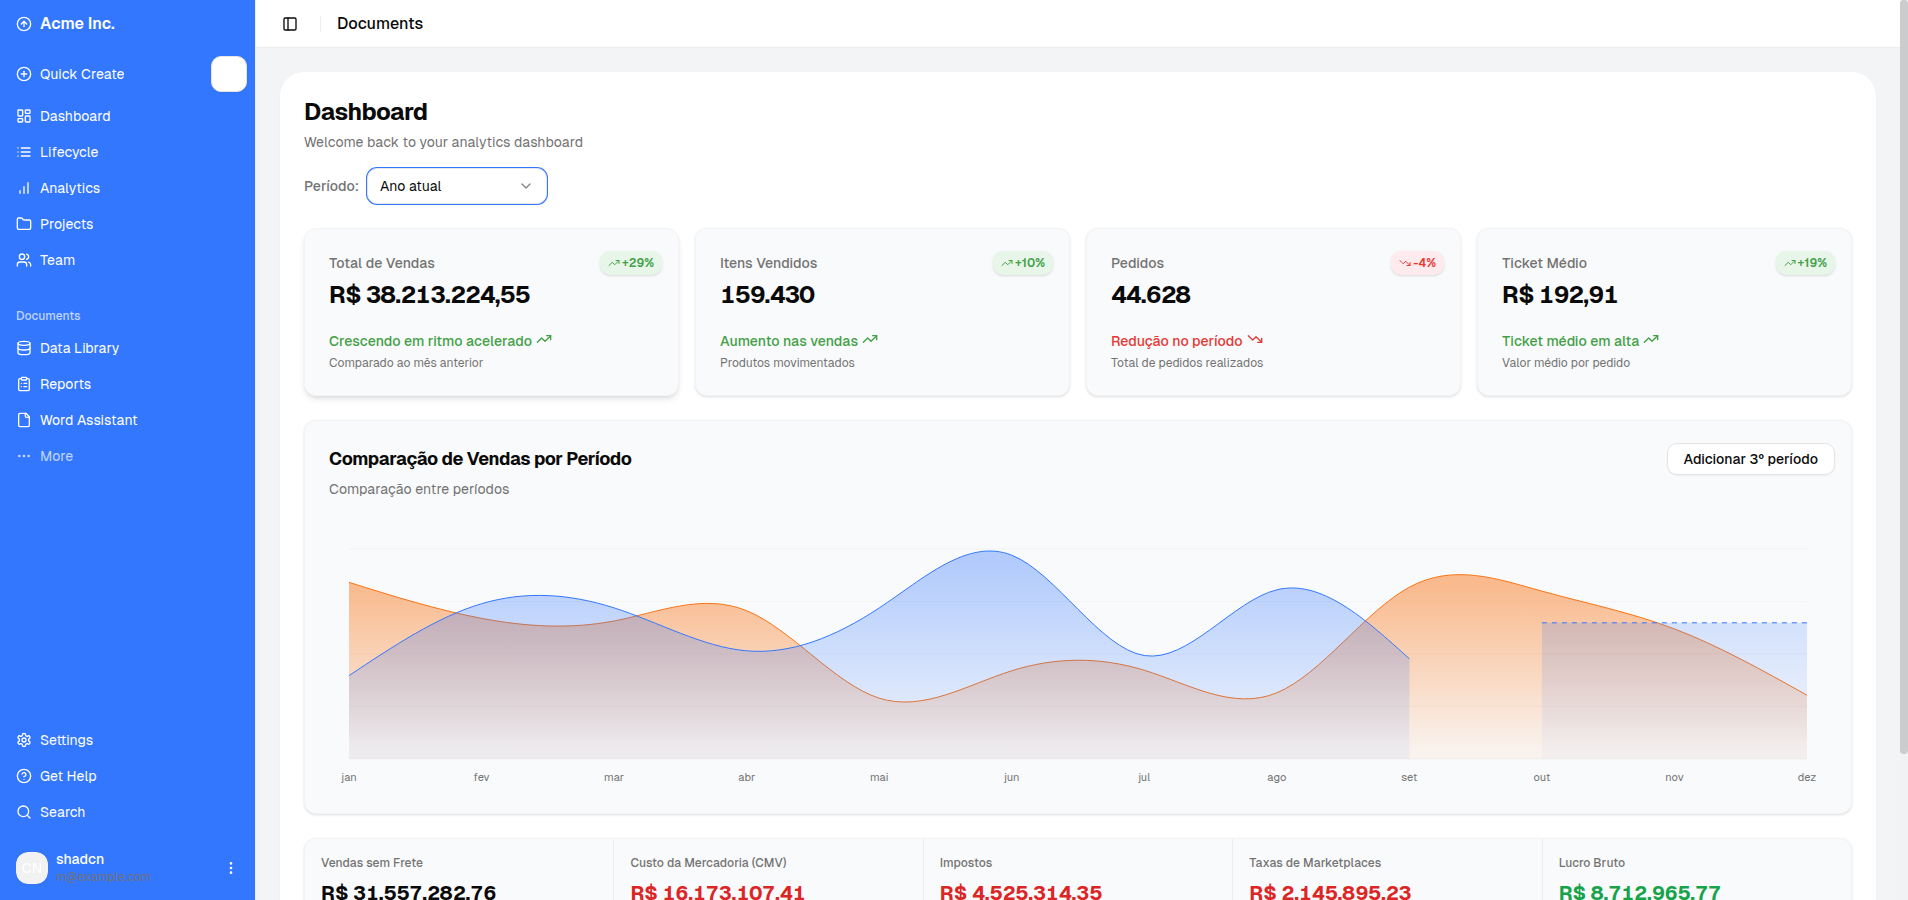 Acme Inc.
Documents
Quick Create
Dashboard
Lifecycle
Analytics
Projects
Team
Documents
Data Library
Reports
Word Assistant
More
Settings
Get Help
Search
CN
shadcn
m@example.com
Dashboard
Welcome back to your analytics dashboard
Período: Ano atual
Total de Vendas +29%
R$ 38.213.224,55
Crescendo em ritmo acelerado
Comparado ao mês anterior
Itens Vendidos +10%
159.430
Aumento nas vendas
Produtos movimentados
Pedidos -4%
44.628
Redução no período
Total de pedidos realizados
Ticket Médio +19%
R$ 192,91
Ticket médio em alta
Valor médio por pedido
Comparação de Vendas por Período
Adicionar 3º período
Comparação entre períodos
jan fev mar abr mai jun jul ago set out nov dez
Vendas sem Frete
R$ 31.557.282,76
Custo da Mercadoria (CMV)
R$ 16.173.107,41
Impostos
R$ 4.525.314,35
Taxas de Marketplaces
R$ 2.145.895,23
Lucro Bruto
R$ 8.712.965,77